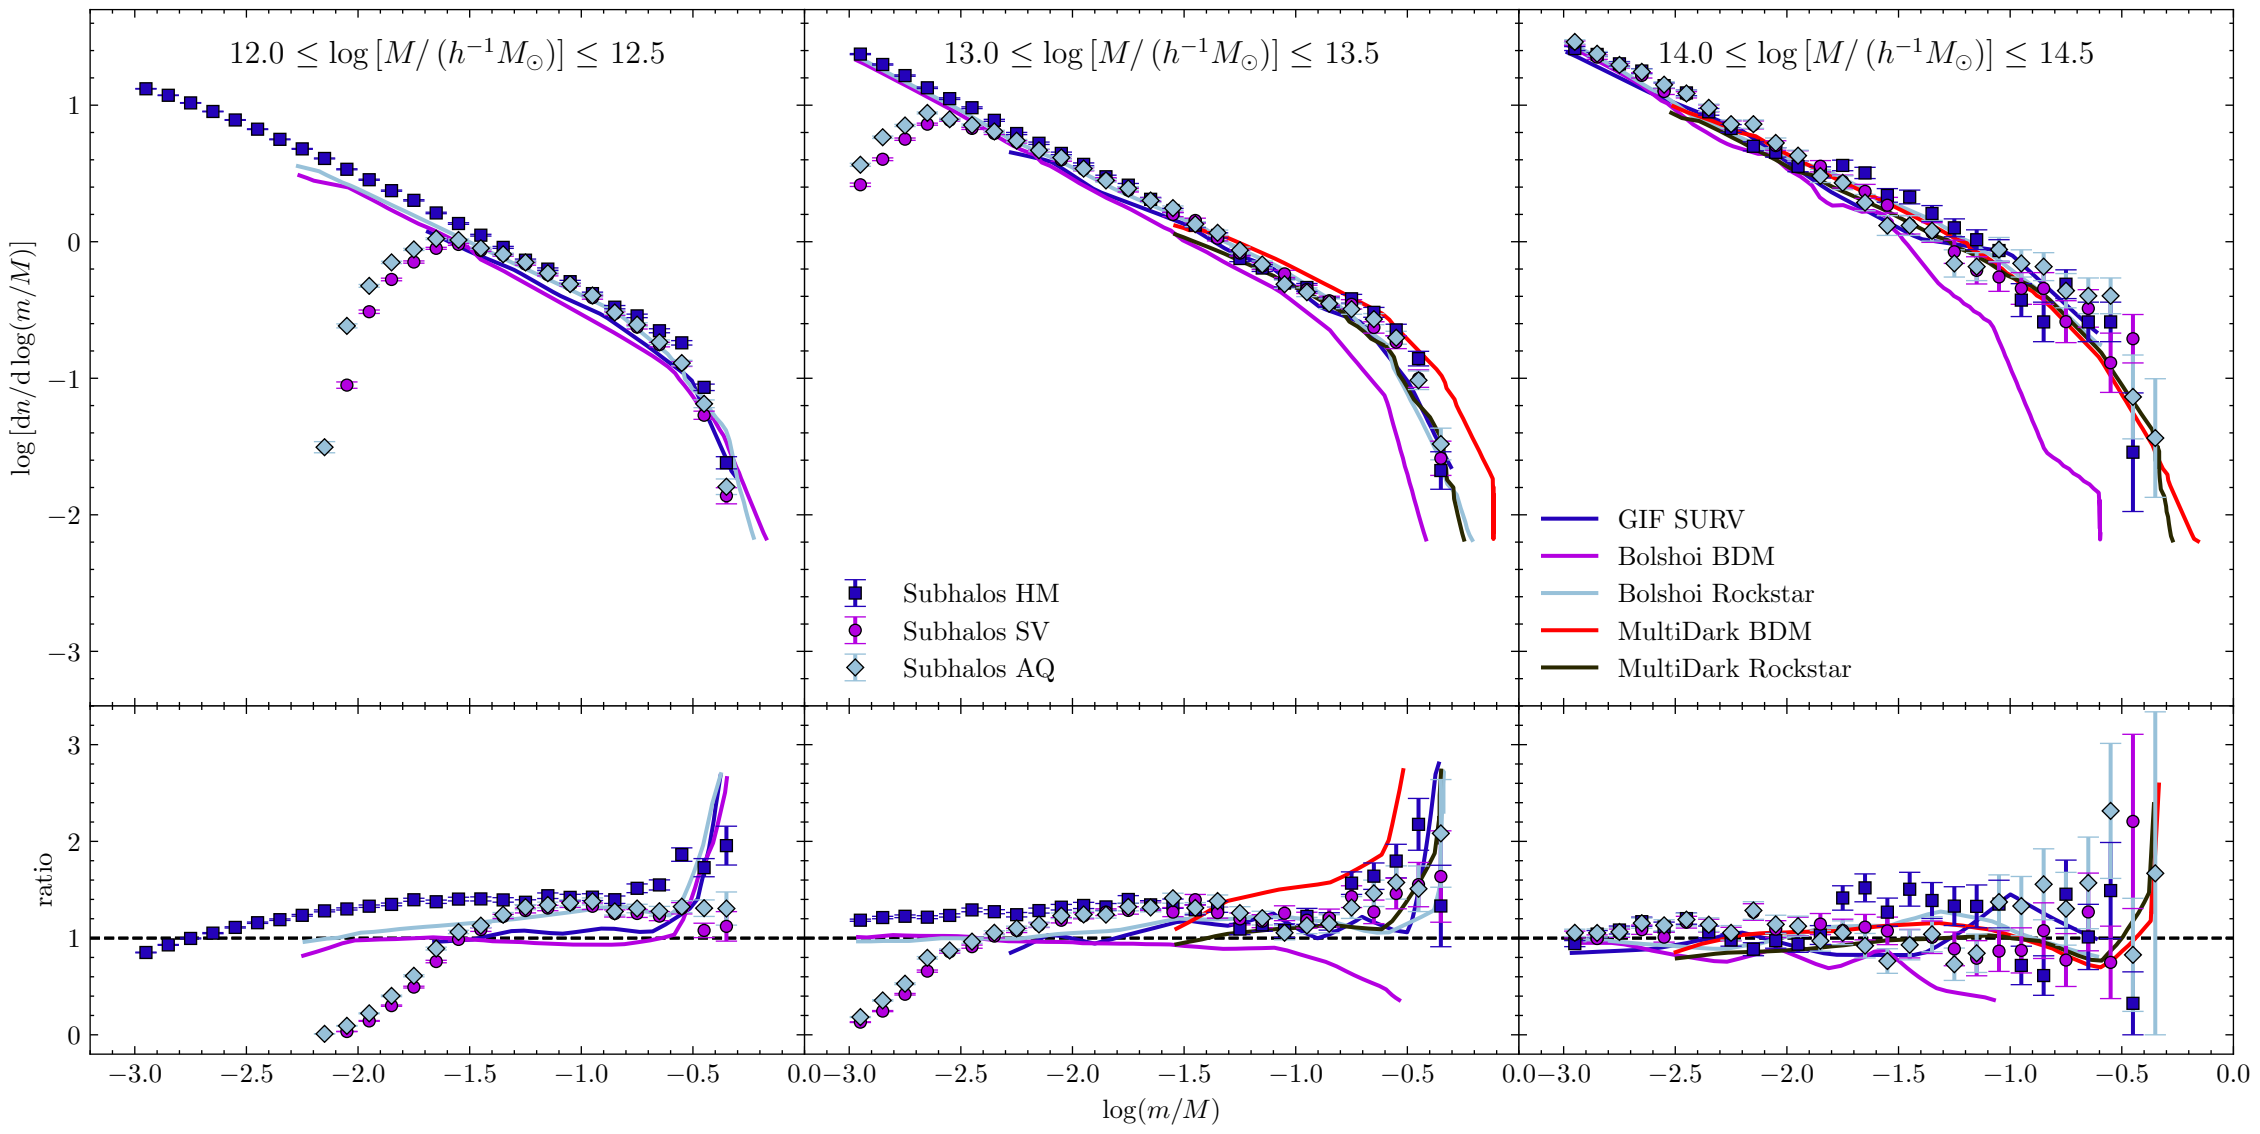 12.0 ≤ log [M/ (h⁻¹M⊙)] ≤ 12.5
13.0 ≤ log [M/ (h⁻¹M⊙)] ≤ 13.5
14.0 ≤ log [M/ (h⁻¹M⊙)] ≤ 14.5
log [dn/d log(m/M)]
1
0
−1
−2
−3
Subhalos HM
Subhalos SV
Subhalos AQ
GIF SURV
Bolshoi BDM
Bolshoi Rockstar
MultiDark BDM
MultiDark Rockstar
ratio
3
2
1
0
−3.0 −2.5 −2.0 −1.5 −1.0 −0.5 0.0
−3.0 −2.5 −2.0 −1.5 −1.0 −0.5
−3.0 −2.5 −2.0 −1.5 −1.0 −0.5 0.0
log(m/M)